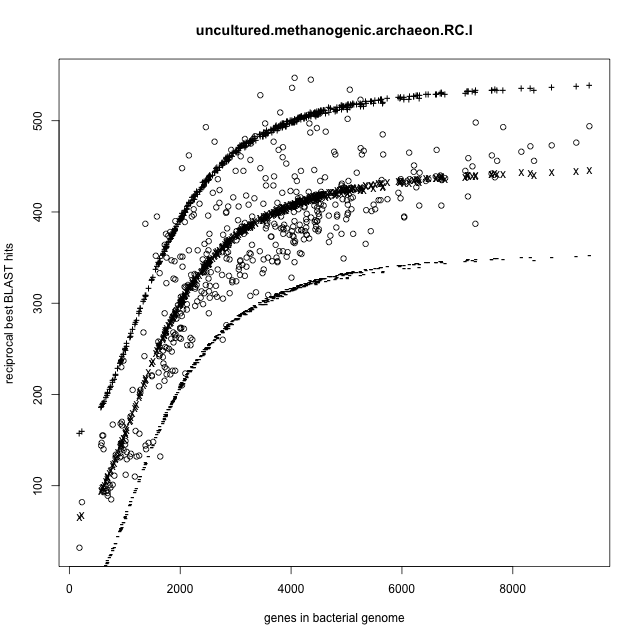 uncultured.methanogenic.archaeon.RC.I
500
400
300
200
100
reciprocal best BLAST hits
0 2000 4000 6000 8000
genes in bacterial genome